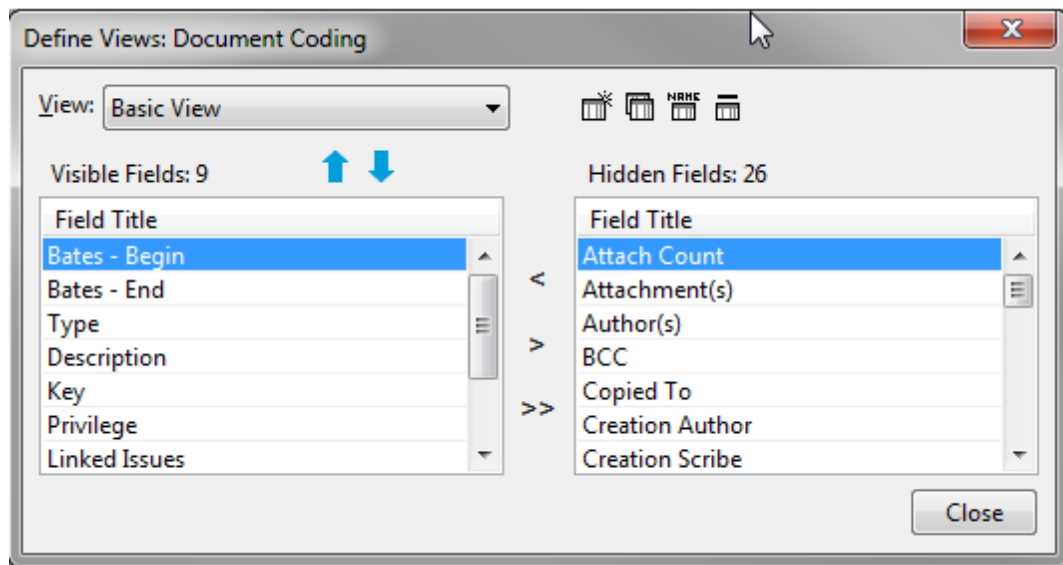 Define Views: Document Coding
X
View: Basic View
NAME
Visible Fields: 9
Hidden Fields: 26
Field Title
Field Title
Bates - Begin
Attach Count
Bates - End
<
Attachment(s)
Type
Author(s)
Description
>
BCC
Key
Copied To
>>
Privilege
Creation Author
Linked Issues
Creation Scribe
Close